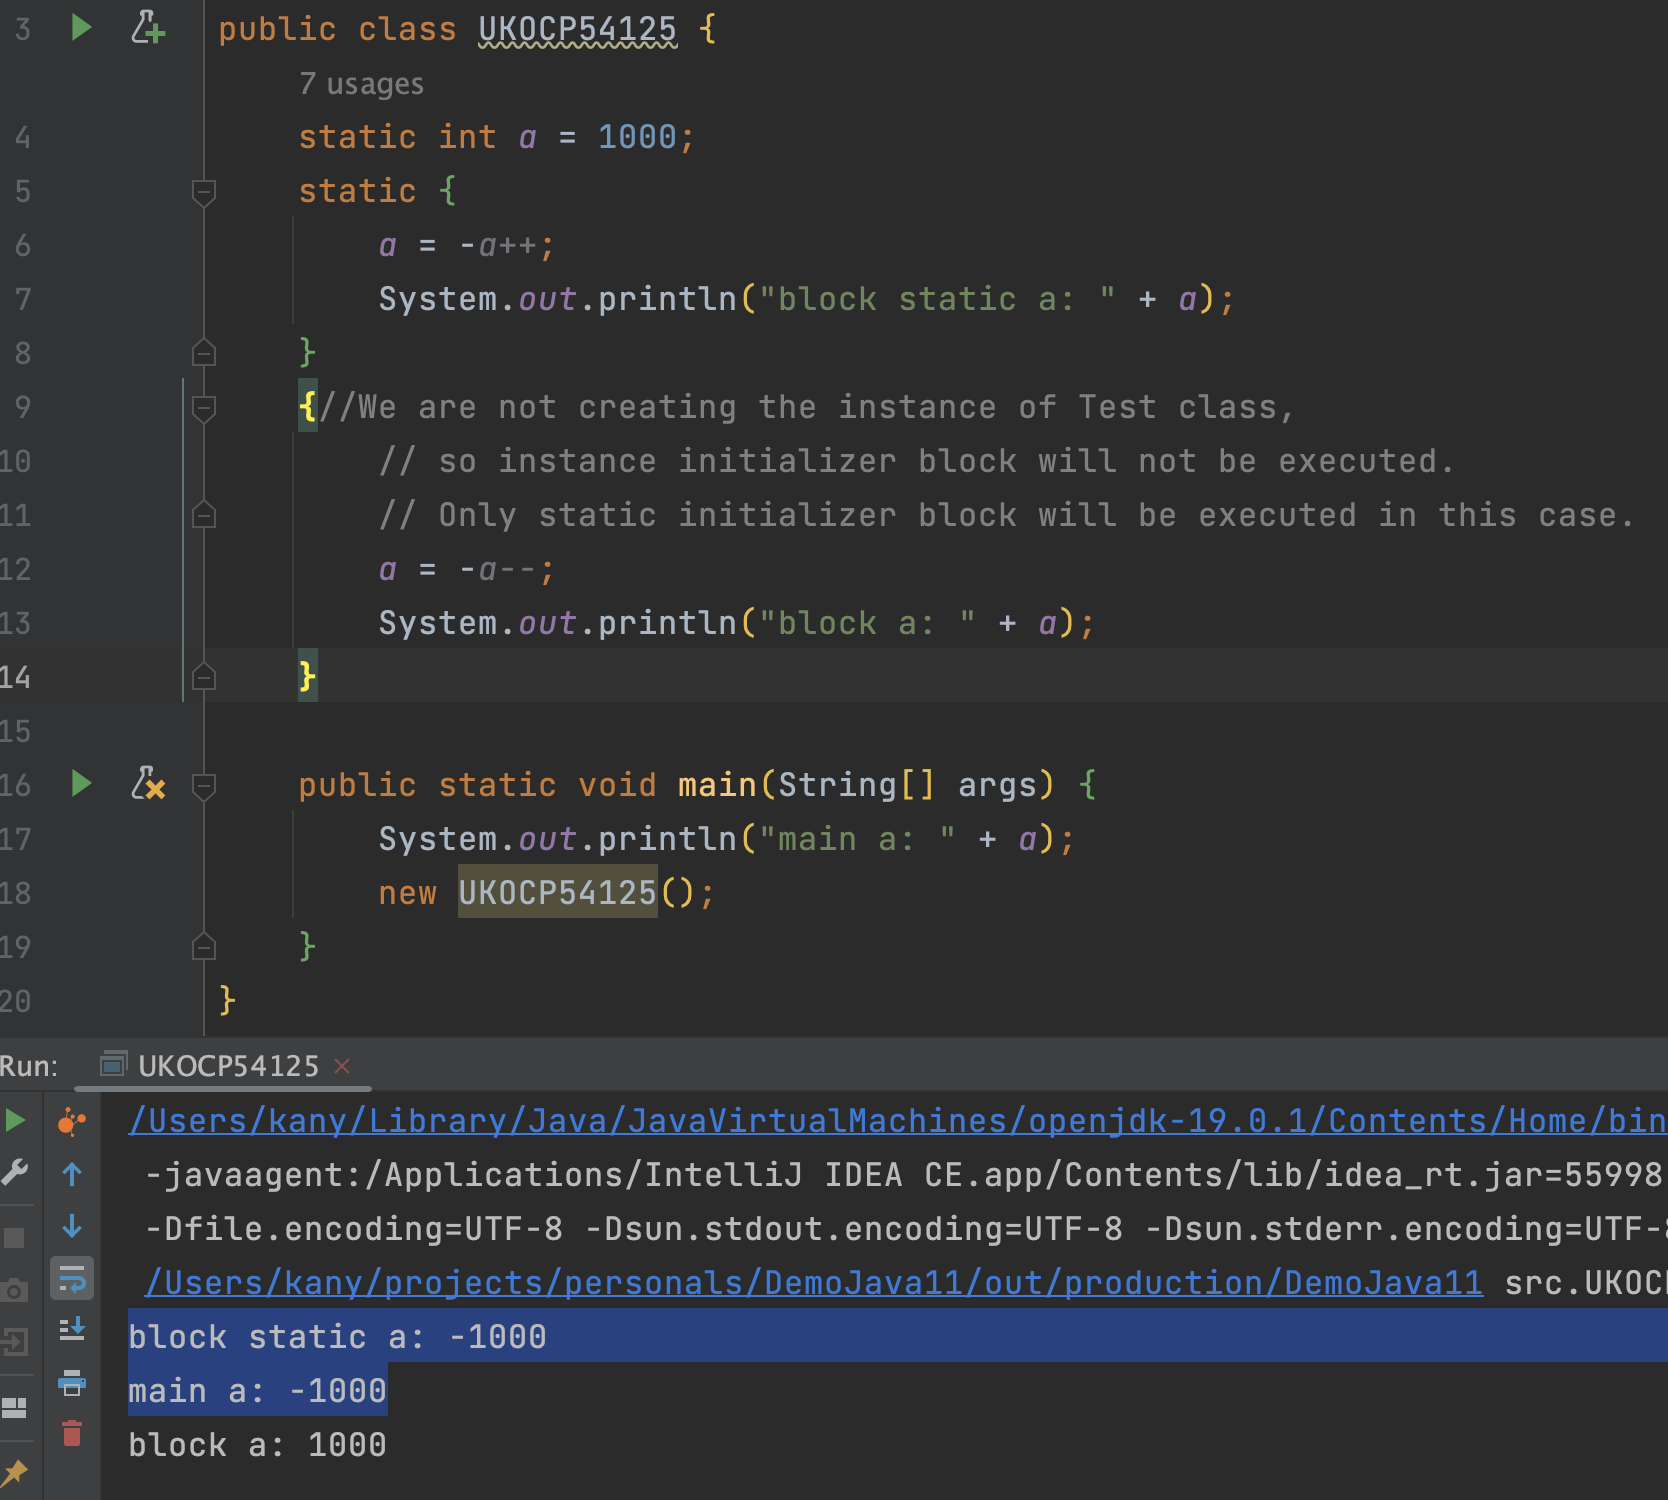 3 public class UKOCP54125 {
7 usages
4 static int a = 1000;
5 static {
6 a = -a++;
7 System.out.println("block static a: " + a);
8 }
9 {//We are not creating the instance of Test class,
10 // so instance initializer block will not be executed.
11 // Only static initializer block will be executed in this case.
12 a = -a--;
13 System.out.println("block a: " + a);
14 }
15
16 public static void main(String[] args) {
17 System.out.println("main a: " + a);
18 new UKOCP54125();
19 }
20 }
Run: UKOCP54125
/Users/kany/Library/Java/JavaVirtualMachines/openjdk-19.0.1/Contents/Home/bin
-javaagent:/Applications/IntelliJ IDEA CE.app/Contents/lib/idea_rt.jar=55998
-Dfile.encoding=UTF-8 -Dsun.stdout.encoding=UTF-8 -Dsun.stderr.encoding=UTF-8
/Users/kany/projects/personals/DemoJava11/out/production/DemoJava11 src.UKOCP
block static a: -1000
main a: -1000
block a: 1000